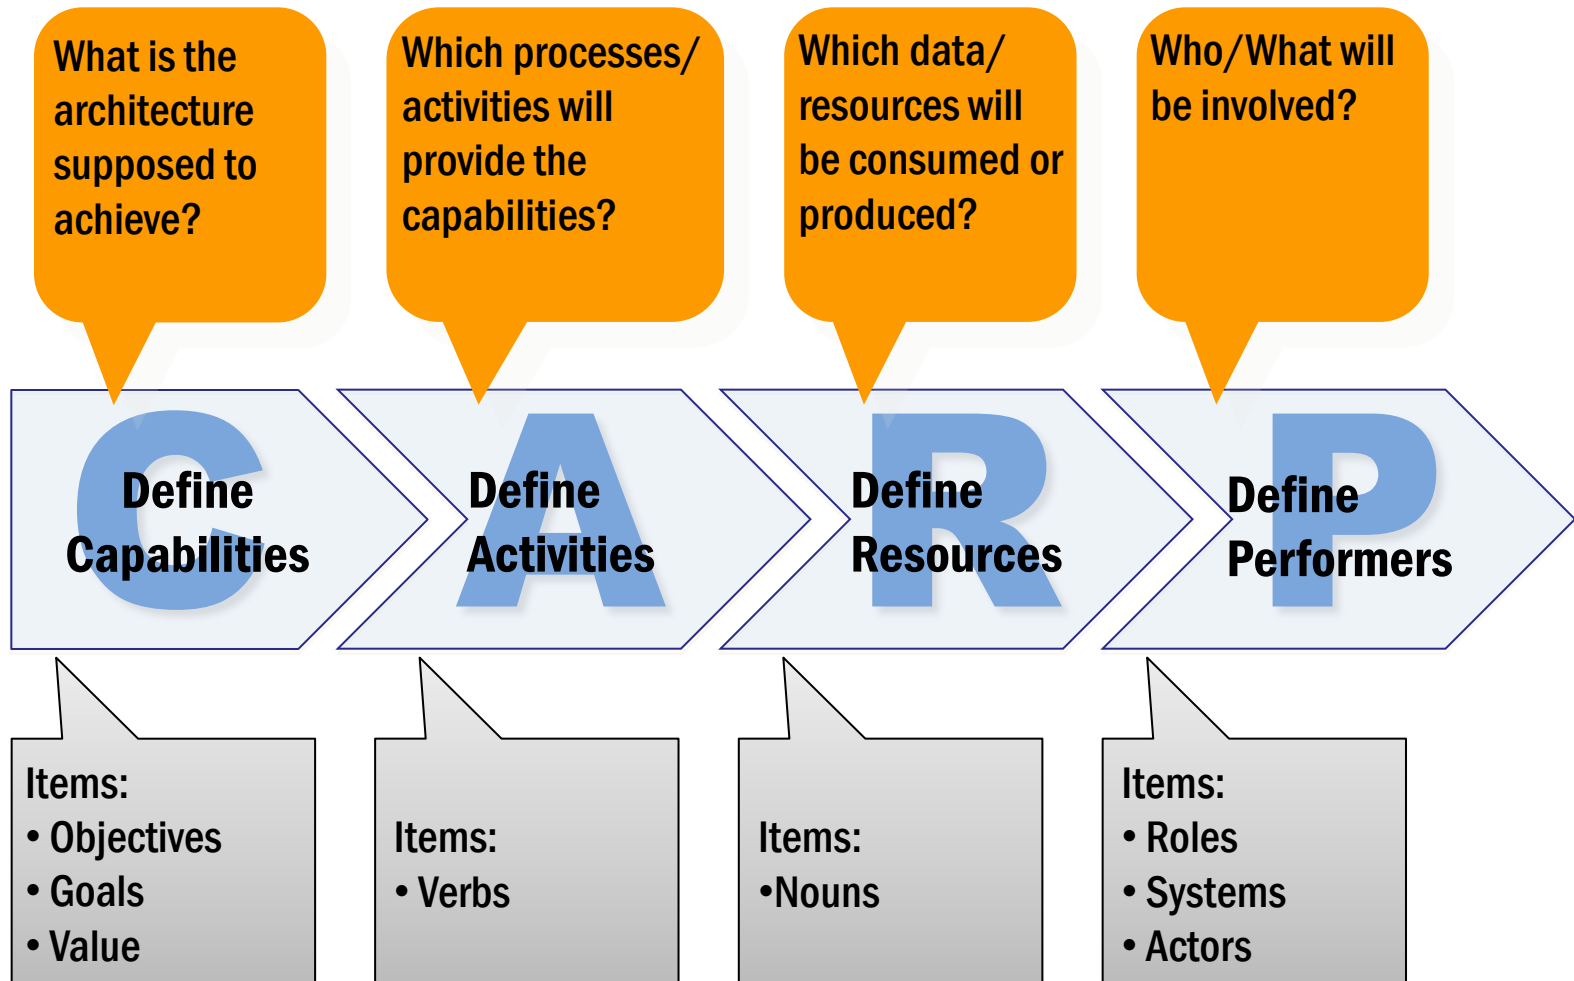 What is the
architecture
supposed to
achieve?
Which processes/
activities will
provide the
capabilities?
Which data/
resources will
be consumed or
produced?
Who/What will
be involved?
C
Define
Capabilities
A
Define
Activities
R
Define
Resources
P
Define
Performers
Items:
• Objectives
• Goals
• Value
Items:
• Verbs
Items:
•Nouns
Items:
• Roles
• Systems
• Actors